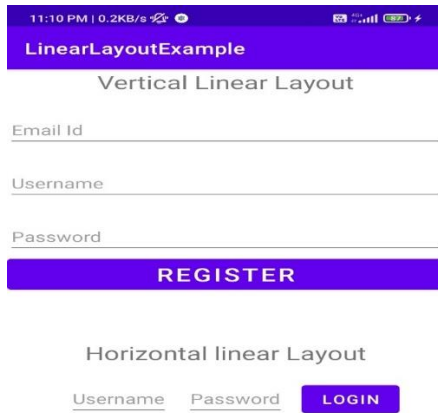 11:10 PM | 0.2KB/s
LinearLayoutExample
Vertical Linear Layout
Email Id
Username
Password
REGISTER
Horizontal linear Layout
Username Password LOGIN